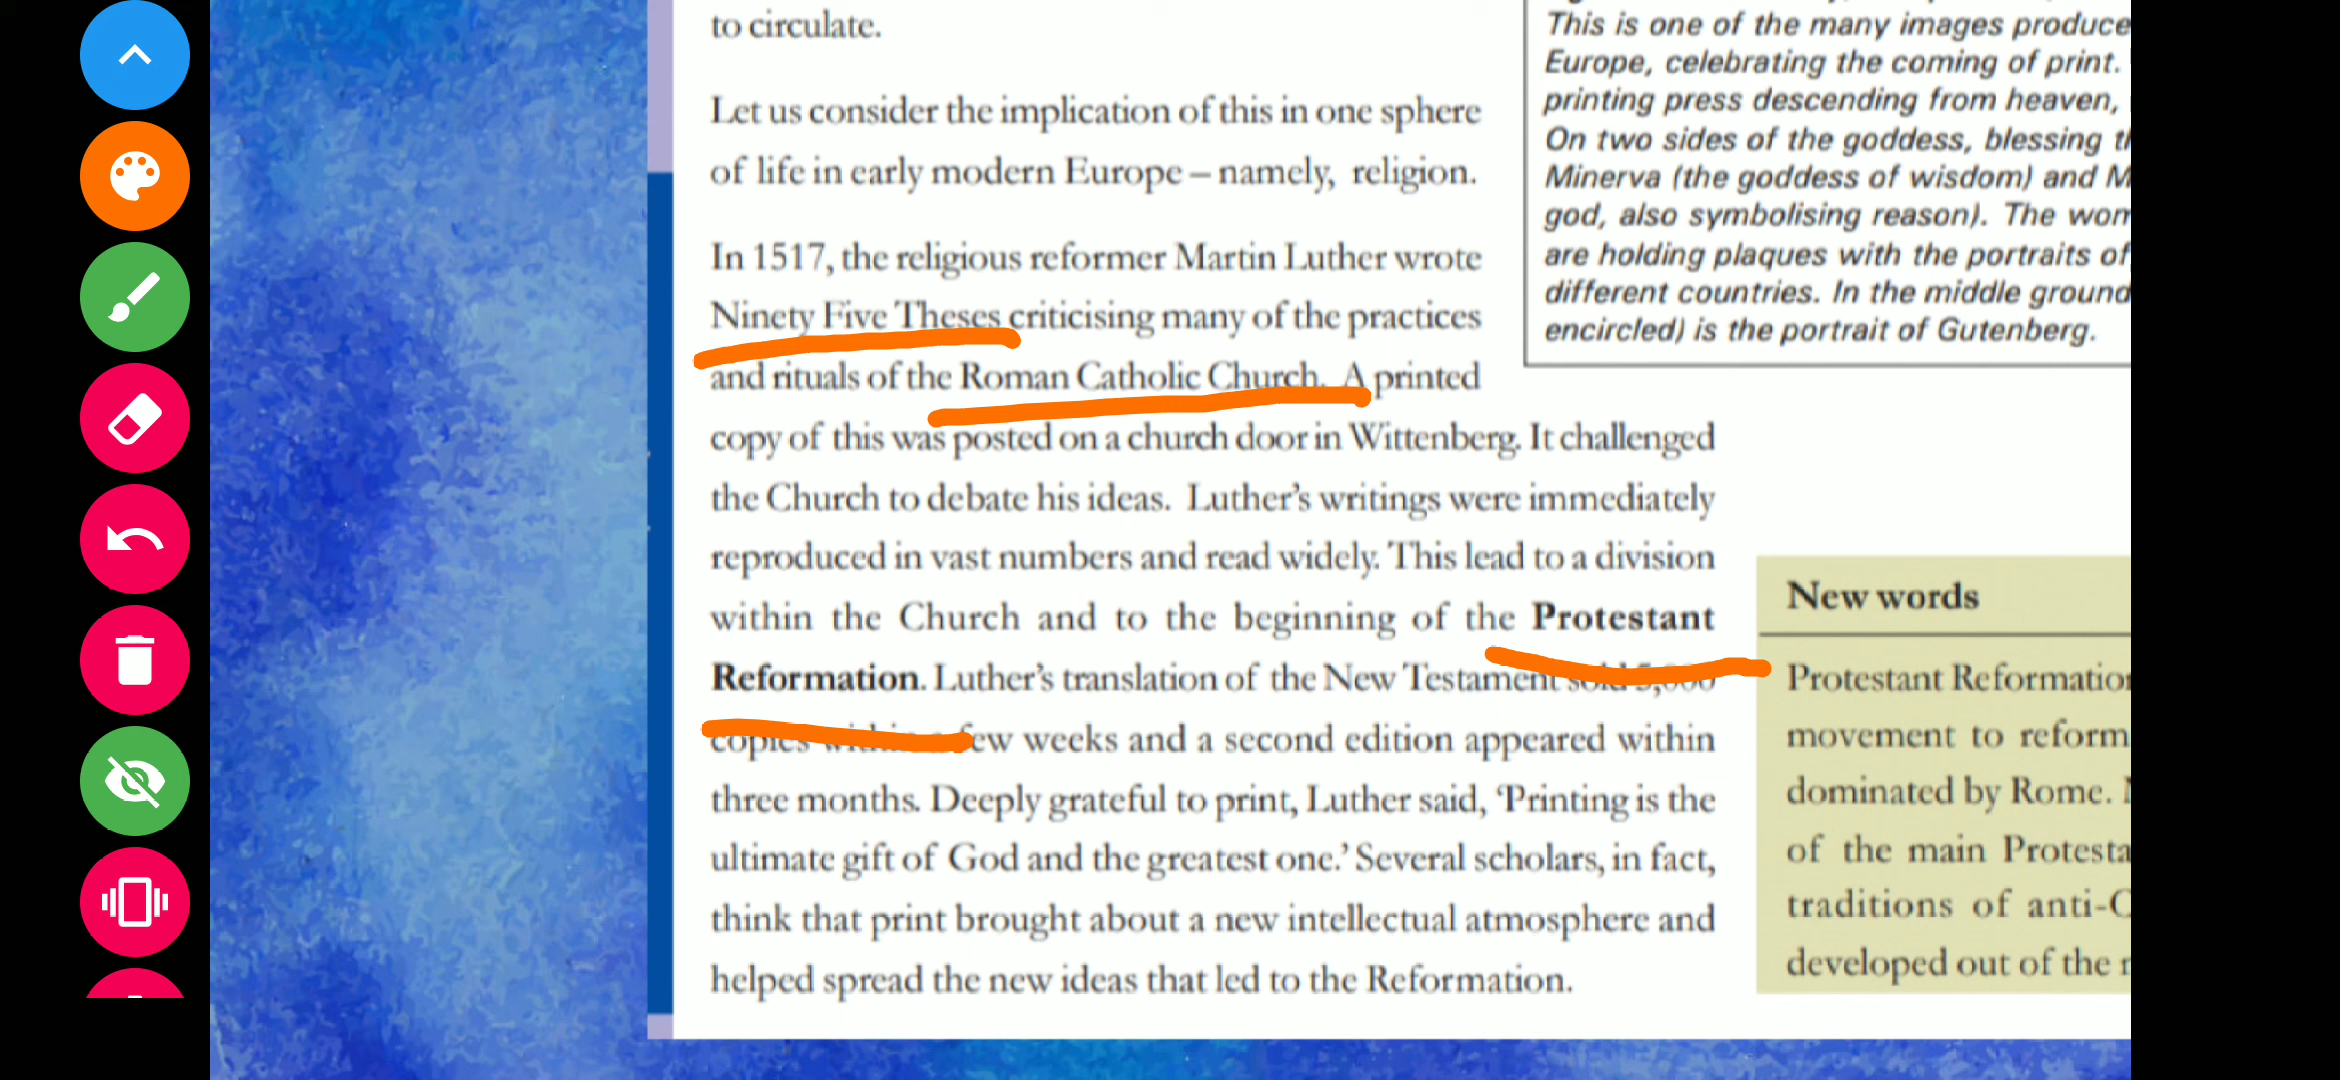 to circulate.
Let us consider the implication of this in one sphere
of life in early modern Europe – namely, religion.
In 1517, the religious reformer Martin Luther wrote
Ninety Five Theses criticising many of the practices
and rituals of the Roman Catholic Church. A printed
copy of this was posted on a church door in Wittenberg. It challenged
the Church to debate his ideas. Luther's writings were immediately
reproduced in vast numbers and read widely. This lead to a division
within the Church and to the beginning of the Protestant
Reformation. Luther's translation of the New Testament sold 5,000
copies within a few weeks and a second edition appeared within
three months. Deeply grateful to print, Luther said, 'Printing is the
ultimate gift of God and the greatest one.' Several scholars, in fact,
think that print brought about a new intellectual atmosphere and
helped spread the new ideas that led to the Reformation.
This is one of the many images produce
Europe, celebrating the coming of print.
printing press descending from heaven,
On two sides of the goddess, blessing
Minerva (the goddess of wisdom) and
god, also symbolising reason). The
are holding plaques with the portraits of
different countries. In the middle ground
encircled) is the portrait of Gutenberg.
New words
Protestant Reformation
movement to reform
dominated by Rome.
of the main
traditions of
developed out of the